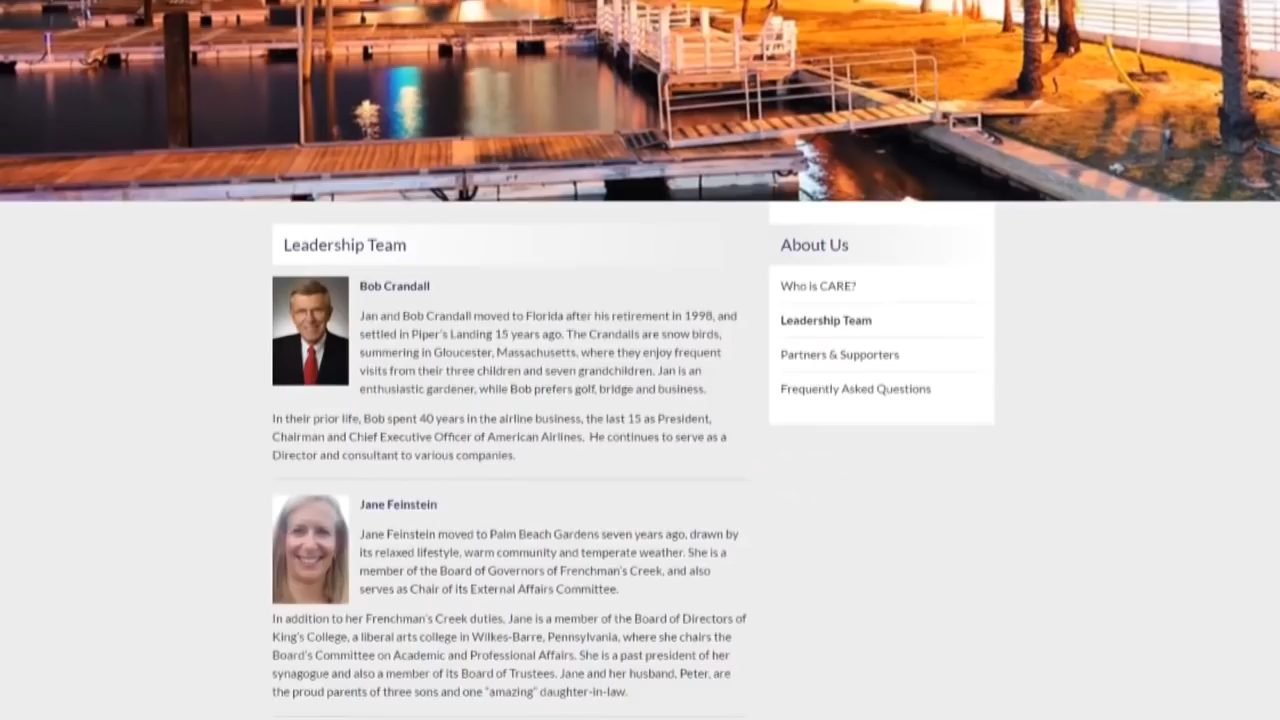 Leadership Team
Bob Crandall
Jan and Bob Crandall moved to Florida after his retirement in 1998, and
settled in Piper's Landing 15 years ago. The Crandalls are snow birds,
summering in Gloucester, Massachusetts, where they enjoy frequent
visits from their three children and seven grandchildren. Jan is an
enthusiastic gardener, while Bob prefers golf, bridge and business.
In their prior life, Bob spent 40 years in the airline business, the last 15 as President,
Chairman and Chief Executive Officer of American Airlines. He continues to serve as a
Director and consultant to various companies.
Jane Feinstein
Jane Feinstein moved to Palm Beach Gardens seven years ago, drawn by
its relaxed lifestyle, warm community and temperate weather. She is a
member of the Board of Governors of Frenchman's Creek, and also
serves as Chair of its External Affairs Committee.
In addition to her Frenchman's Creek duties, Jane is a member of the Board of Directors of
King's College, a liberal arts college in Wilkes-Barre, Pennsylvania, where she chairs the
Board's Committee on Academic and Professional Affairs. She is a past president of her
synagogue and also a member of its Board of Trustees. Jane and her husband, Peter, are
the proud parents of three sons and one "amazing" daughter-in-law.
About Us
Who is CARE?
Leadership Team
Partners & Supporters
Frequently Asked Questions